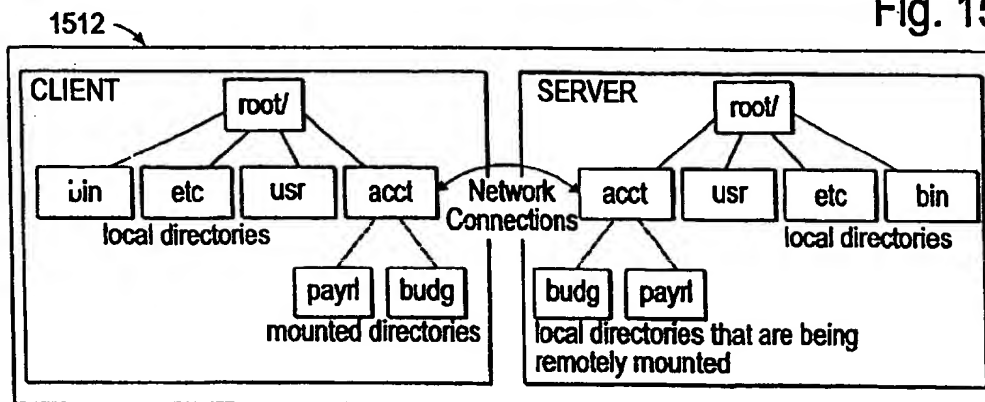 1512
Fig. 15
CLIENT
root/
bin
etc
usr
acct
local directories
payrl
budg
mounted directories
Network
Connections
SERVER
root/
acct
usr
etc
bin
local directories
budg
payrl
local directories that are being
remotely mounted